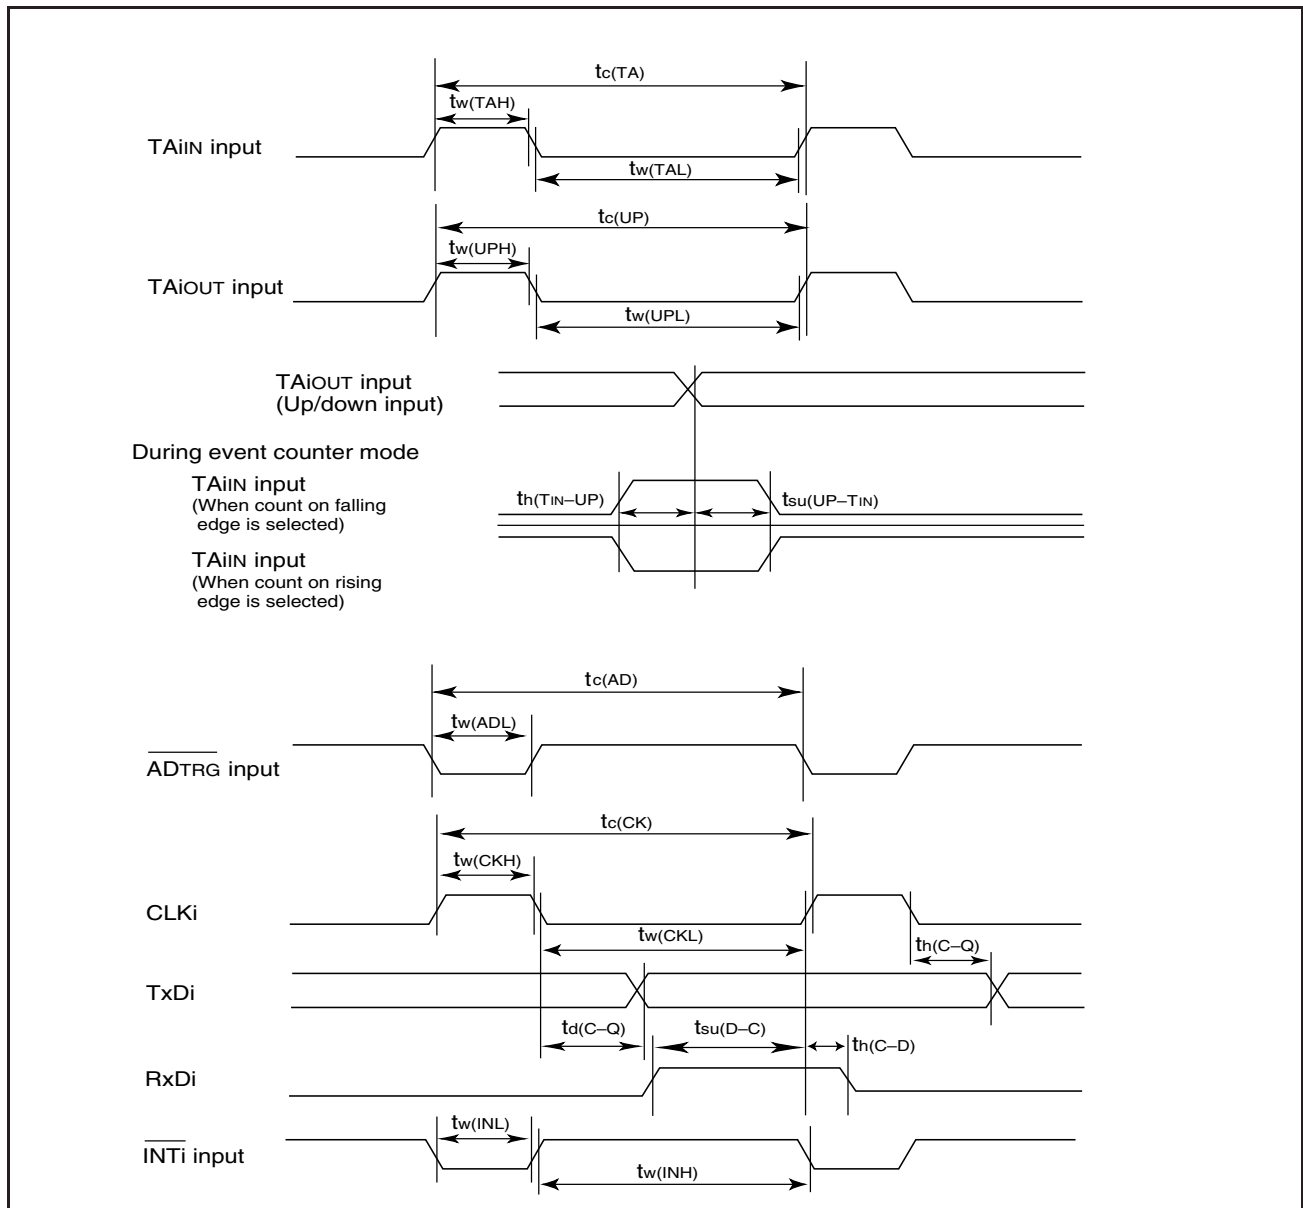 tc(TA)
tw(TAH)
TAiIN input
tw(TAL)
tc(UP)
tw(UPH)
TAiOUT input
tw(UPL)
TAiOUT input
(Up/down input)
During event counter mode
TAiIN input
(When count on falling
edge is selected)
th(TIN–UP)
tsu(UP–TIN)
TAiIN input
(When count on rising
edge is selected)
tc(AD)
tw(ADL)
ADTRG input
tc(CK)
tw(CKH)
CLKi
tw(CKL)
th(C–Q)
TxDi
td(C–Q)
tsu(D–C)
th(C–D)
RxDi
tw(INL)
INTi input
tw(INH)